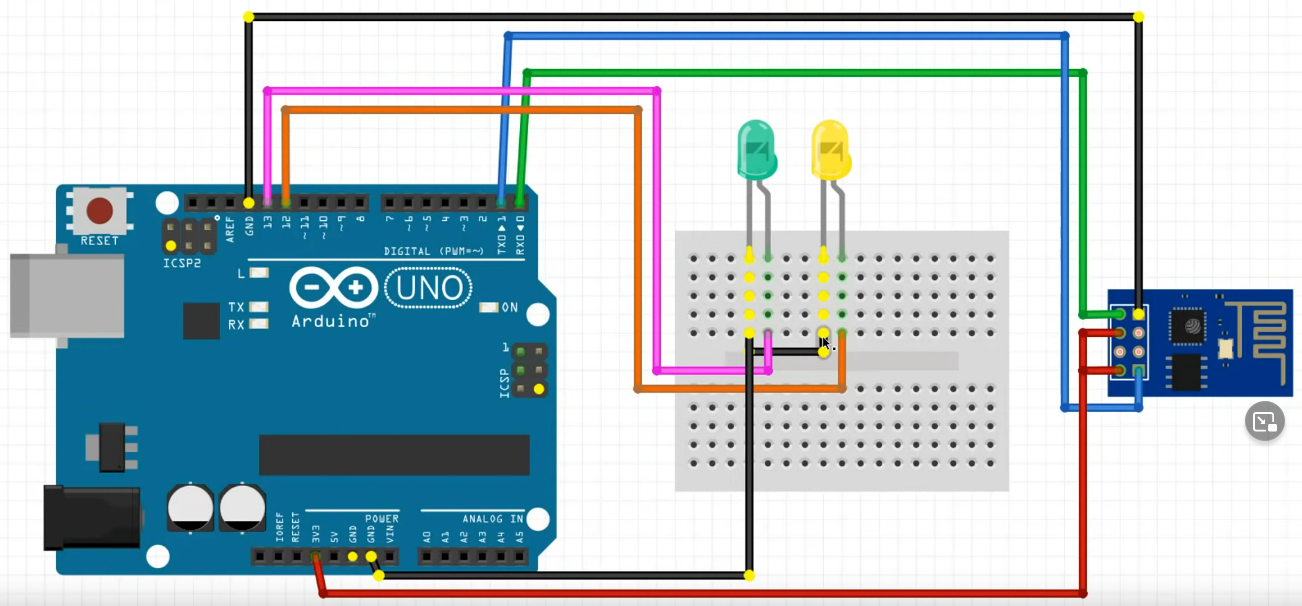 RESET
ICSP2
AREF
GND
13
12
~11
~10
~9
8
7
~6
~5
4
~3
2
TX0▶1
RX0◀0
DIGITAL (PWM=~)
L
TX
RX
UNO
ON
Arduino™
1
ICSP
POWER
ANALOG IN
IOREF
RESET
3V3
5V
GND
GND
VIN
A0
A1
A2
A3
A4
A5